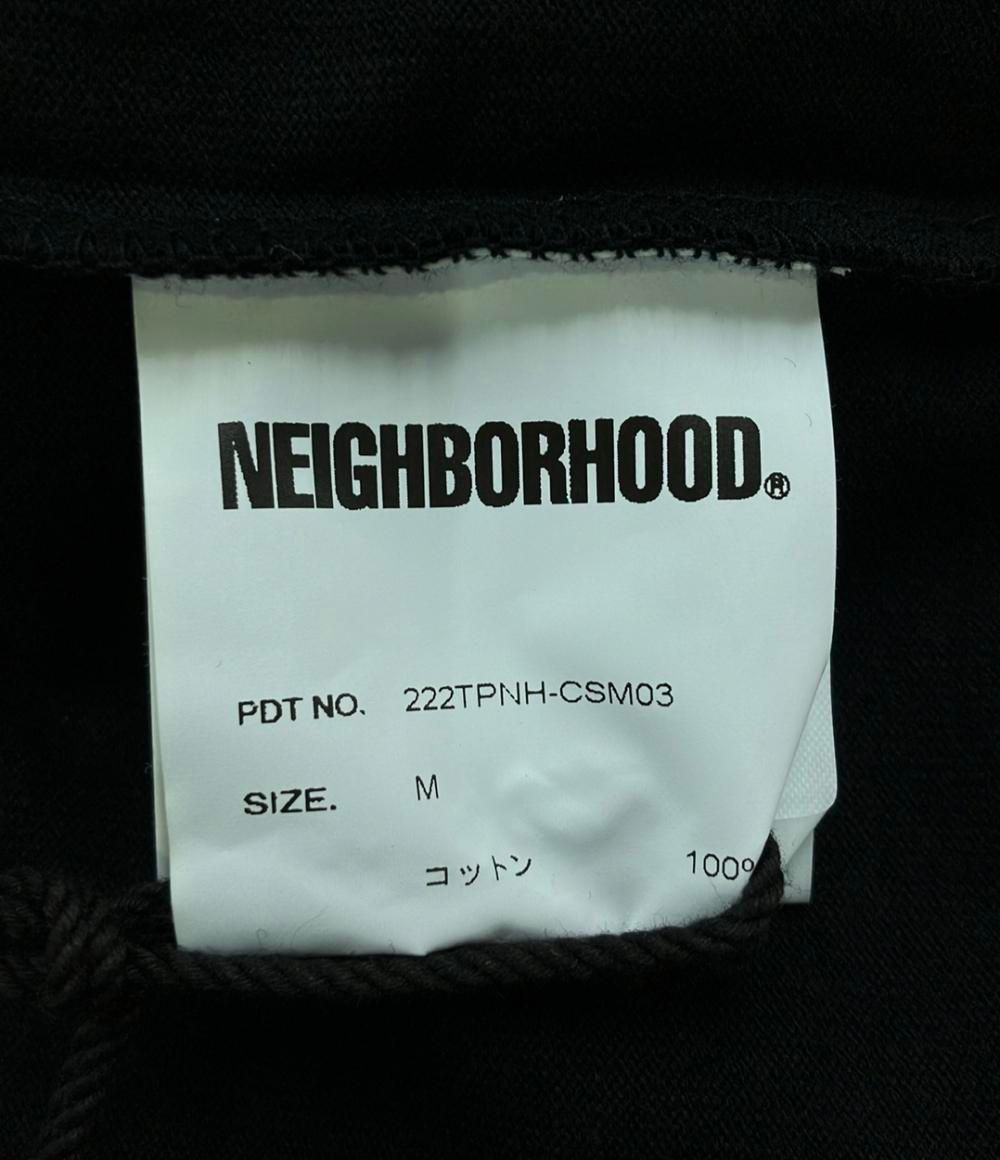 NEIGHBORHOOD®
PDT NO. 222TPNH-CSM03
SIZE. M
コットン 100%